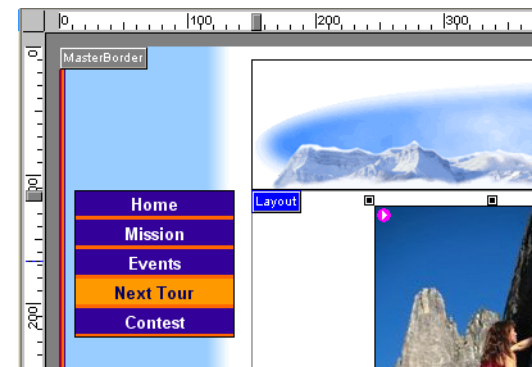 0 100 200 300
0
100
200
MasterBorder
Layout
Home
Mission
Events
Next Tour
Contest